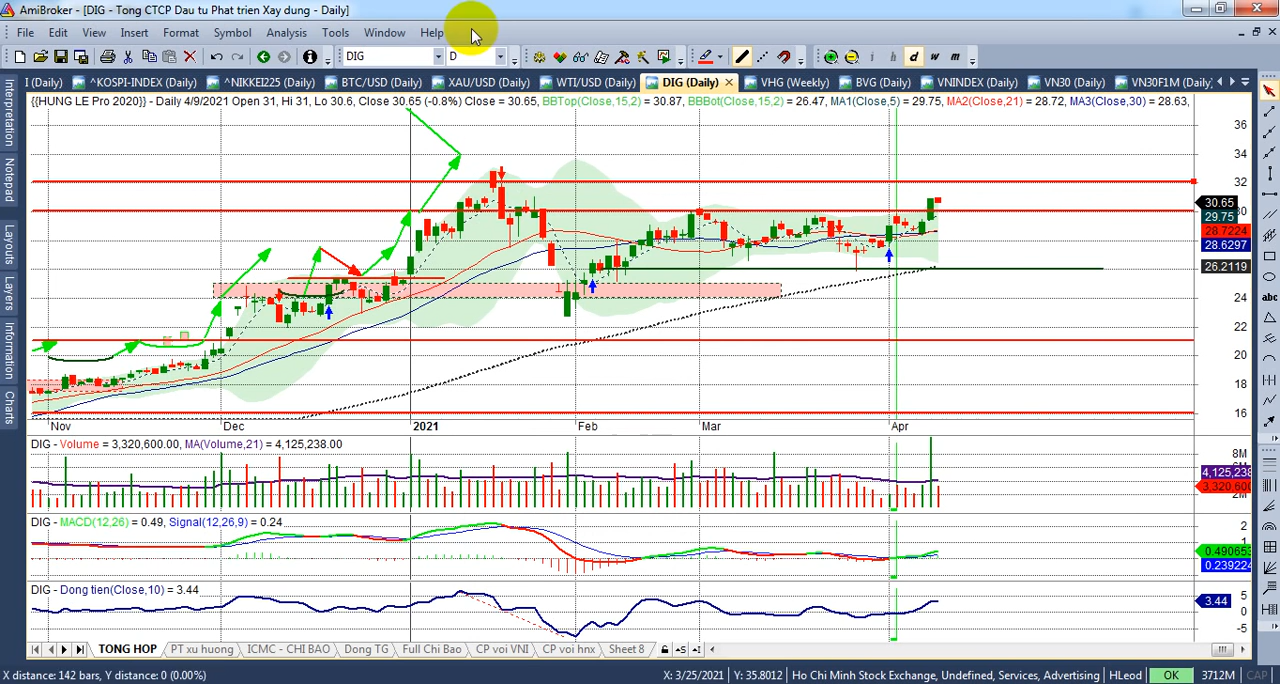 AmiBroker - [DIG - Tong CTCP Dau tu Phat trien Xay dung - Daily]
File Edit View Insert Format Symbol Analysis Tools Window Help
DIG D d w m
I (Daily) ^KOSPI-INDEX (Daily) ^NIKKEI225 (Daily) BTC/USD (Daily) XAU/USD (Daily) WTI/USD (Daily) DIG (Daily) VHG (Weekly) BVG (Daily) VNINDEX (Daily) VN30 (Daily) VN30F1M (Daily)
{{HUNG LE Pro 2020}} - Daily 4/9/2021 Open 31, Hi 31, Lo 30.6, Close 30.65 (-0.8%) Close = 30.65, BBTop(Close,15,2) = 30.87, BBBot(Close,15,2) = 26.47, MA1(Close,5) = 29.75, MA2(Close,21) = 28.72, MA3(Close,30) = 28.63,
Interpretation
Notepad
Layouts
Layers
Information
Charts
abc
36
34
32
30.65
29.75
28.7224
28.6297
26.2119
24
22
20
18
16
Nov Dec 2021 Feb Mar Apr
DIG - Volume = 3,320,600.00, MA(Volume,21) = 4,125,238.00
8M
4,125,238
3,320,600
DIG - MACD(12,26) = 0.49, Signal(12,26,9) = 0.24
2
1
0.490653
0.239224
DIG - Dong tien(Close,10) = 3.44
5
3.44
0
-5
TONG HOP PT xu huong ICMC - CHI BAO Dong TG Full Chi Bao CP voi VNI CP voi hnx Sheet 8
X distance: 142 bars, Y distance: 0 (0.00%) X: 3/25/2021 Y: 35.8012 Ho Chi Minh Stock Exchange, Undefined, Services, Advertising HLeod OK 3712M CAP